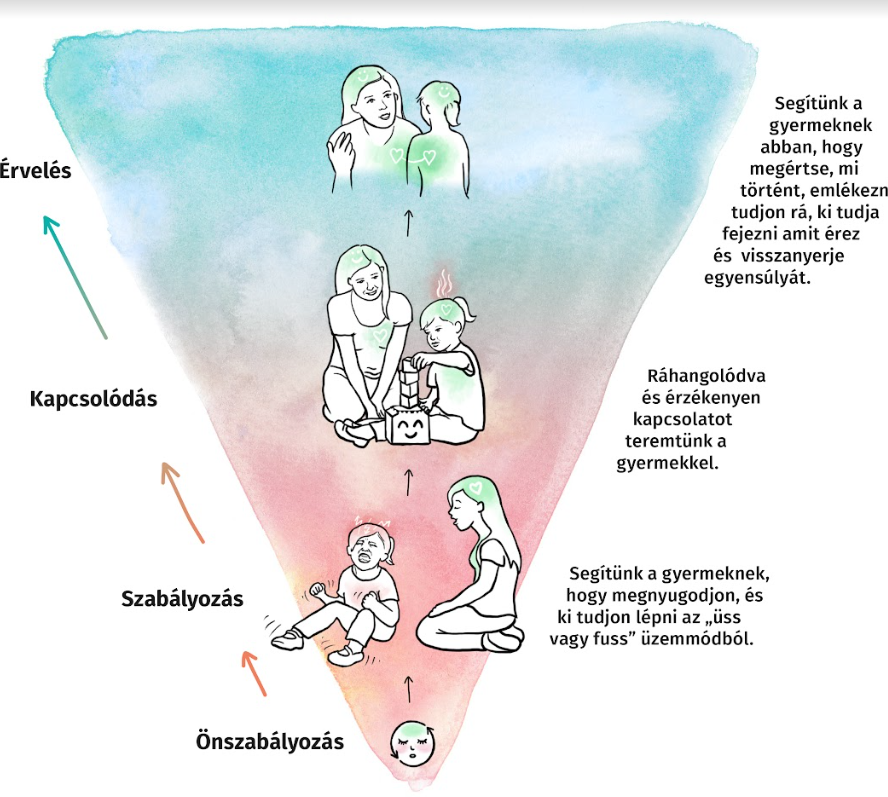 Érvelés
Segítünk a
gyermeknek
abban, hogy
megértse, mi
történt, emlékezn
tudjon rá, ki tudja
fejezni amit érez
és visszanyerje
egyensúlyát.
Kapcsolódás
Ráhangolódva
és érzékenyen
kapcsolatot
teremtünk a
gyermekkel.
Szabályozás
Segítünk a gyermeknek,
hogy megnyugodjon, és
ki tudjon lépni az „üss
vagy fuss” üzemmódból.
Önszabályozás